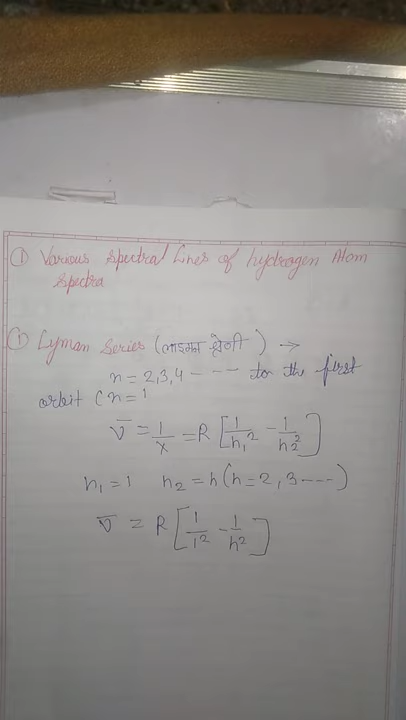 ① Various Spectral Lines of hydrogen Atom
Spectra
① Lyman Series (लाइमन श्रेणी) →
n = 2,3,4 - - - - to the first
orbit (n = 1
ν̅ = 1/λ = R [1/n₁² - 1/n₂²]
n₁ = 1 n₂ = n (n = 2, 3 - - - -)
ν̅ = R [1/1² - 1/n²]